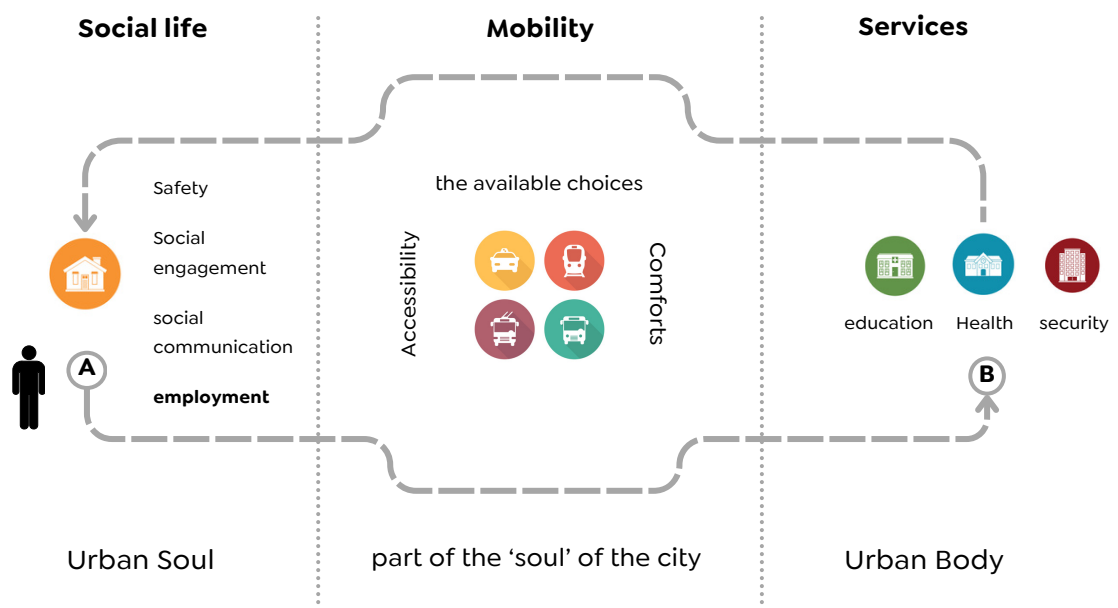 Social life
Mobility
Services
Safety
Social
engagement
social
communication
employment
A
the available choices
Accessibility
Comforts
education
Health
security
B
Urban Soul
part of the ‘soul’ of the city
Urban Body